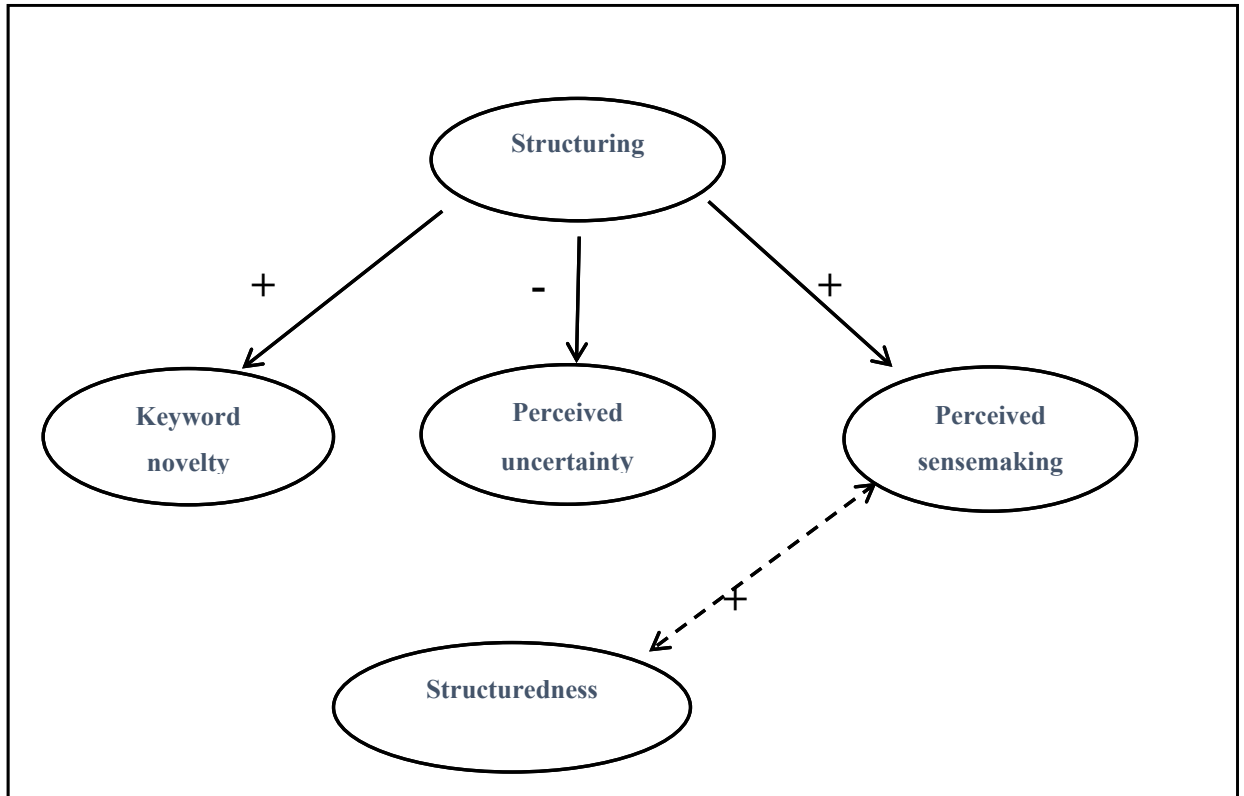 Structuring
+
-
+
Keyword
novelty
Perceived
uncertainty
Perceived
sensemaking
+
Structuredness